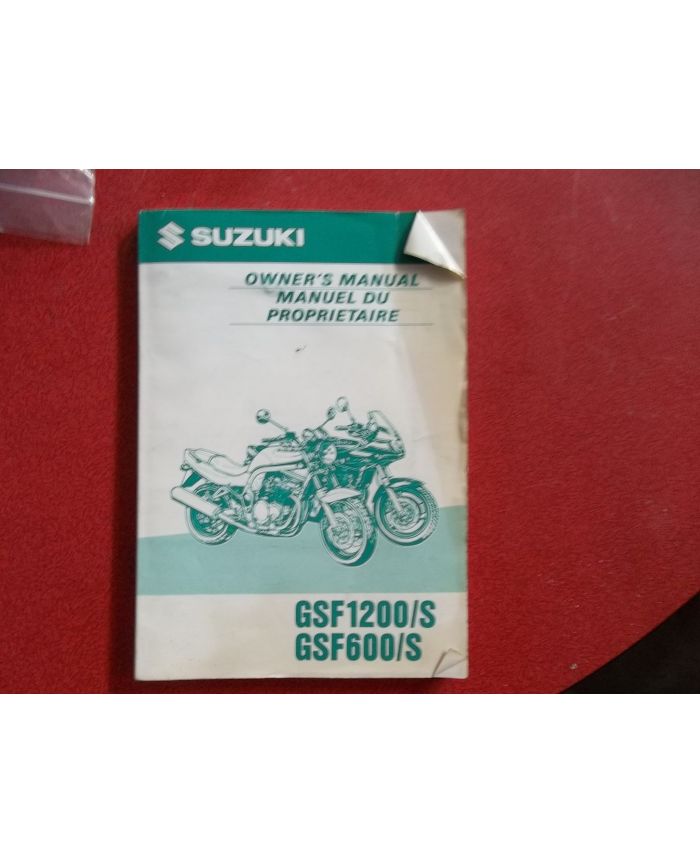 SUZUKI
OWNER'S MANUAL
MANUEL DU
PROPRIETAIRE
GSF1200/S
GSF600/S